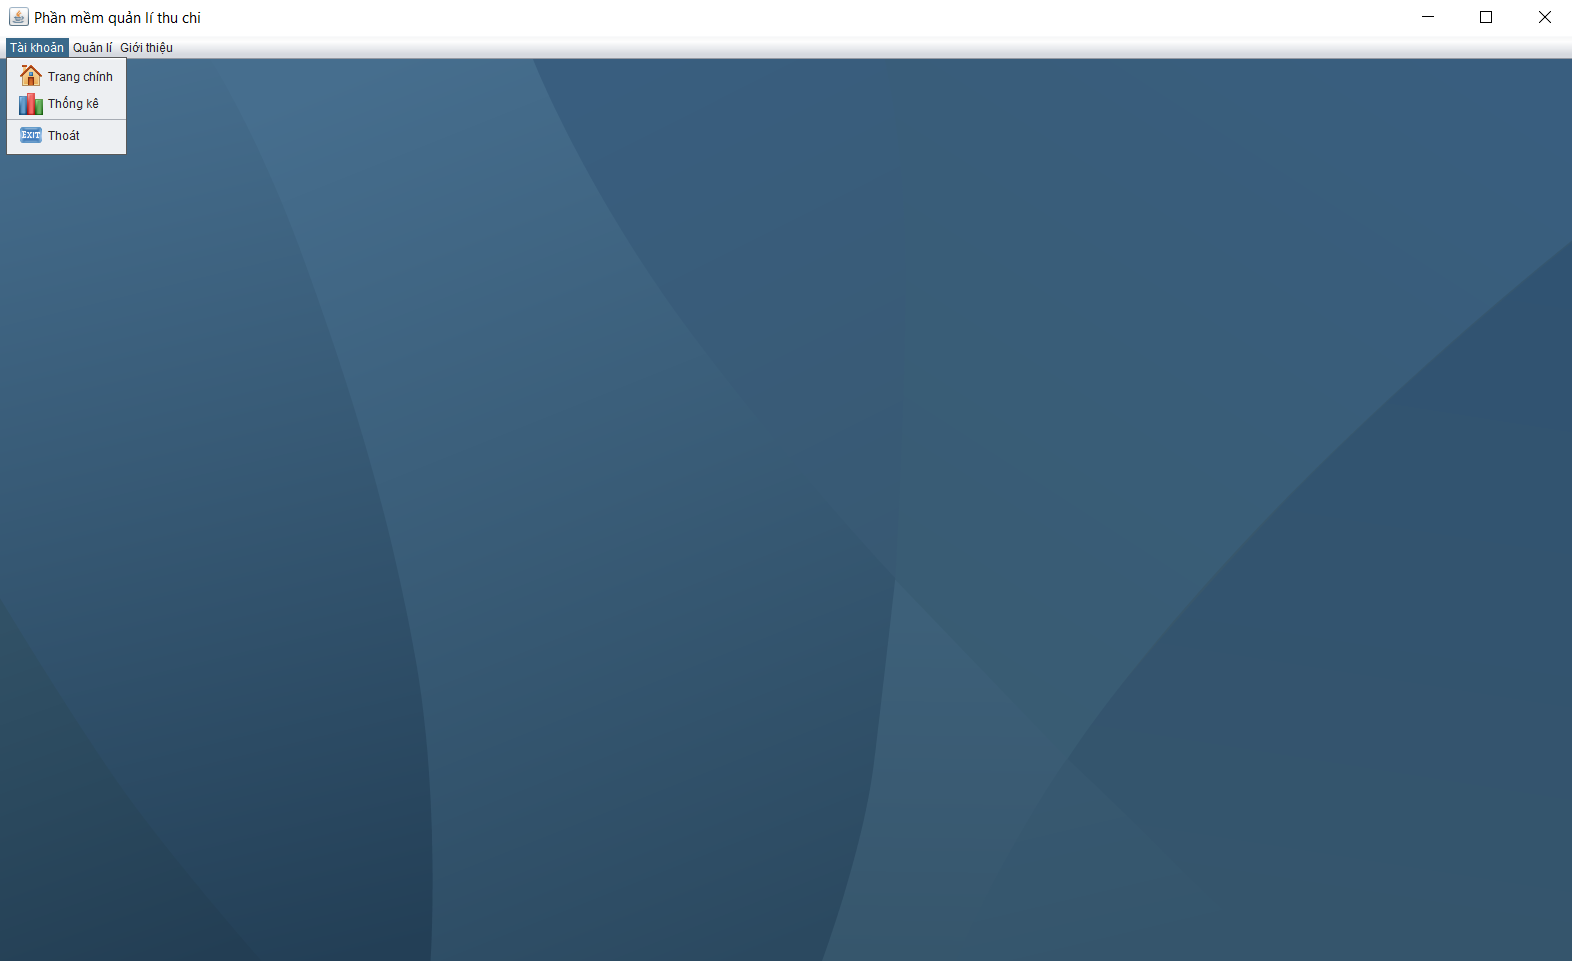 Phần mềm quản lí thu chi
Tài khoản Quản lí Giới thiệu
Trang chính
Thống kê
EXIT Thoát